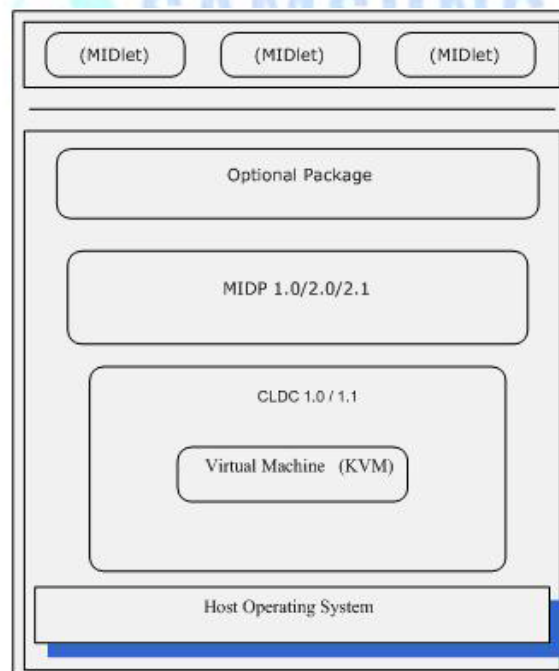 (MIDlet) (MIDlet) (MIDlet)
Optional Package
MIDP 1.0/2.0/2.1
CLDC 1.0 / 1.1
Virtual Machine (KVM)
Host Operating System